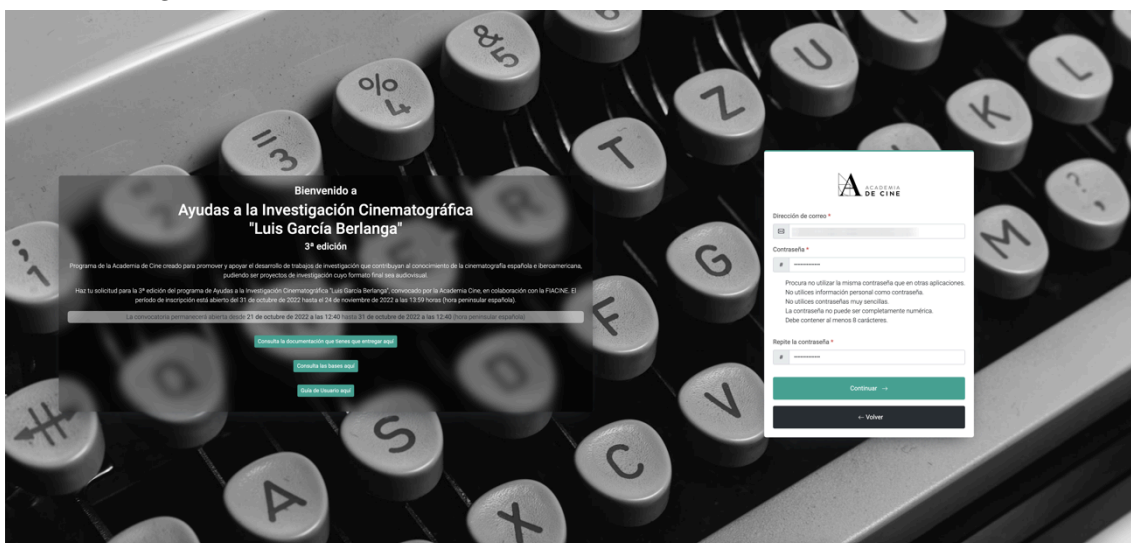 Bienvenido a
Ayudas a la Investigación Cinematográfica
"Luis García Berlanga"
3ª edición
Programa de la Academia de Cine creado para promover y apoyar el desarrollo de trabajos de investigación que contribuyan al conocimiento de la cinematografía española e iberoamericana,
pudiendo ser proyectos de investigación cuyo formato final sea audiovisual.
Haz tu solicitud para la 3ª edición del programa de Ayudas a la Investigación Cinematográfica "Luis García Berlanga", convocado por la Academia Cine, en colaboración con la FIACINE. El
período de inscripción está abierto del 31 de octubre de 2022 hasta el 24 de noviembre de 2022 a las 13:59 horas (hora peninsular española).
La convocatoria permanecerá abierta desde 21 de octubre de 2022 a las 12:40 hasta 31 de octubre de 2022 a las 12:40 (hora peninsular española)
Consulta la documentación que tienes que entregar aquí
Consulta las bases aquí
Guía de Usuario aquí
ACADEMIA
DE CINE
Dirección de correo *
Contraseña *
#
Procura no utilizar la misma contraseña que en otras aplicaciones.
No utilices información personal como contraseña.
No utilices contraseñas muy sencillas.
La contraseña no puede ser completamente numérica.
Debe contener al menos 8 carácteres.
Repite la contraseña *
#
Continuar →
← Volver
& 5
% 4
= 3
U
L
Z
K
T
? ,
R
M
; 1
G
F
Q
D
V
S
C
A
X